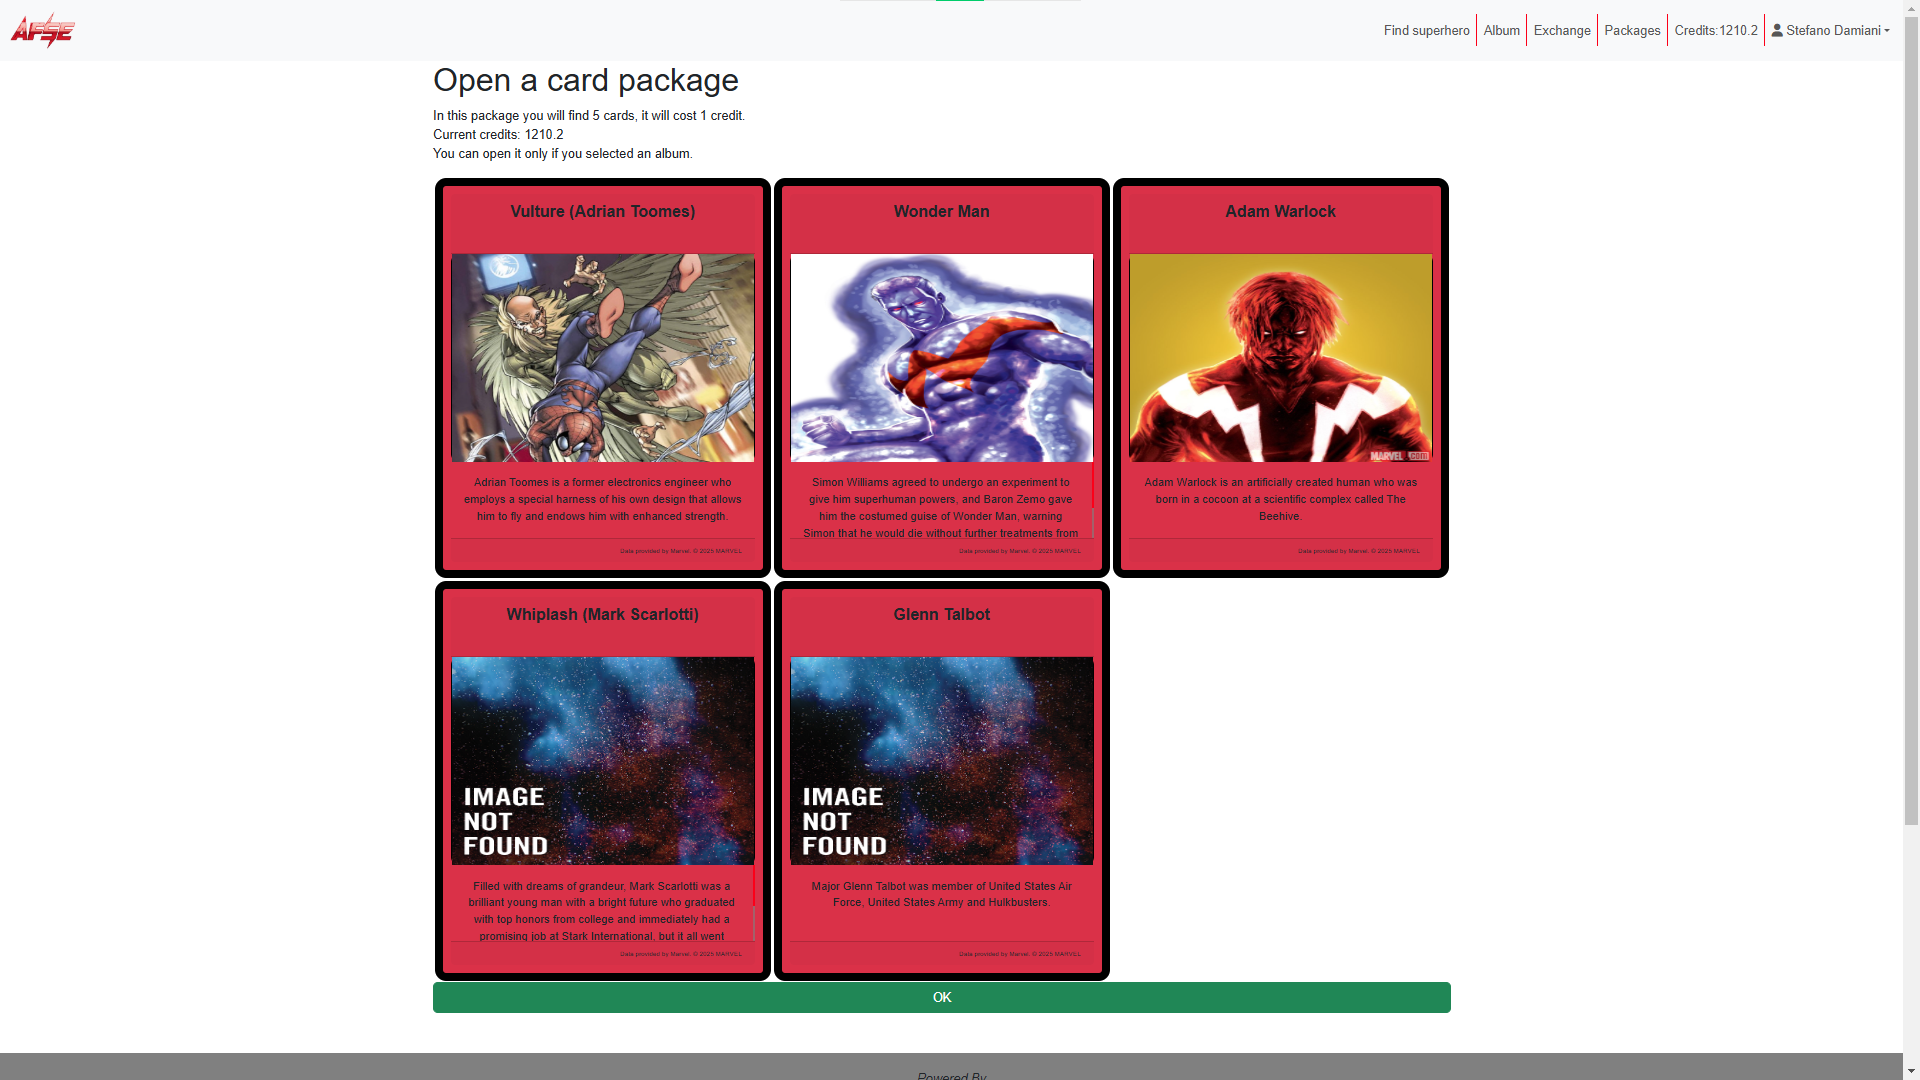 AFSE
Find superhero
Album
Exchange
Packages
Credits:1210.2
Stefano Damiani
Open a card package
In this package you will find 5 cards, it will cost 1 credit.
Current credits: 1210.2
You can open it only if you selected an album.
Vulture (Adrian Toomes)
Adrian Toomes is a former electronics engineer who
employs a special harness of his own design that allows
him to fly and endows him with enhanced strength.
Data provided by Marvel. © 2025 MARVEL
Wonder Man
Simon Williams agreed to undergo an experiment to
give him superhuman powers, and Baron Zemo gave
him the costumed guise of Wonder Man, warning
Simon that he would die without further treatments from
Data provided by Marvel. © 2025 MARVEL
Adam Warlock
MARVEL.com
Adam Warlock is an artificially created human who was
born in a cocoon at a scientific complex called The
Beehive.
Data provided by Marvel. © 2025 MARVEL
Whiplash (Mark Scarlotti)
IMAGE
NOT
FOUND
Filled with dreams of grandeur, Mark Scarlotti was a
brilliant young man with a bright future who graduated
with top honors from college and immediately had a
promising job at Stark International, but it all went
Data provided by Marvel. © 2025 MARVEL
Glenn Talbot
IMAGE
NOT
FOUND
Major Glenn Talbot was member of United States Air
Force, United States Army and Hulkbusters.
Data provided by Marvel. © 2025 MARVEL
OK
Powered By